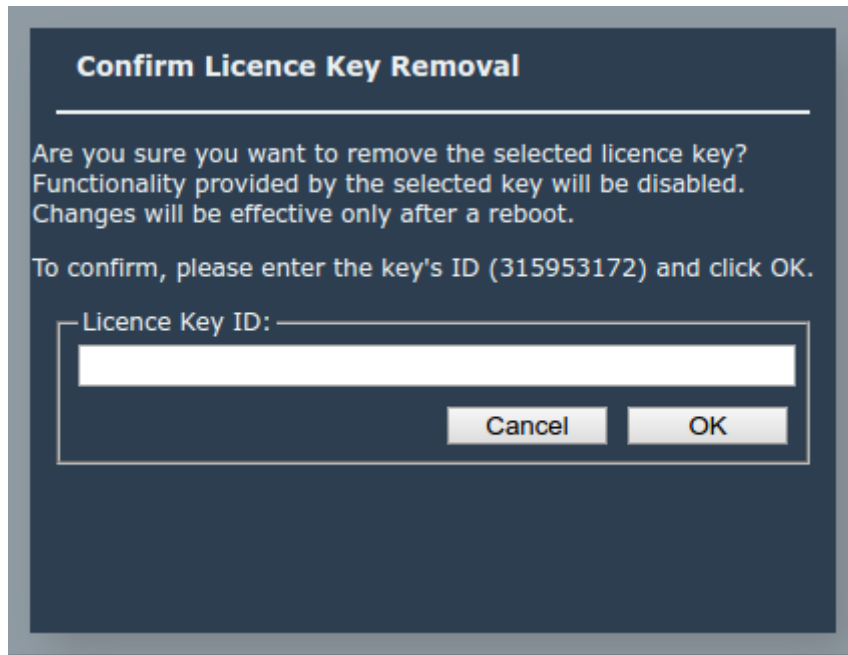 Confirm Licence Key Removal
Are you sure you want to remove the selected licence key?
Functionality provided by the selected key will be disabled.
Changes will be effective only after a reboot.
To confirm, please enter the key's ID (315953172) and click OK.
Licence Key ID:
Cancel OK